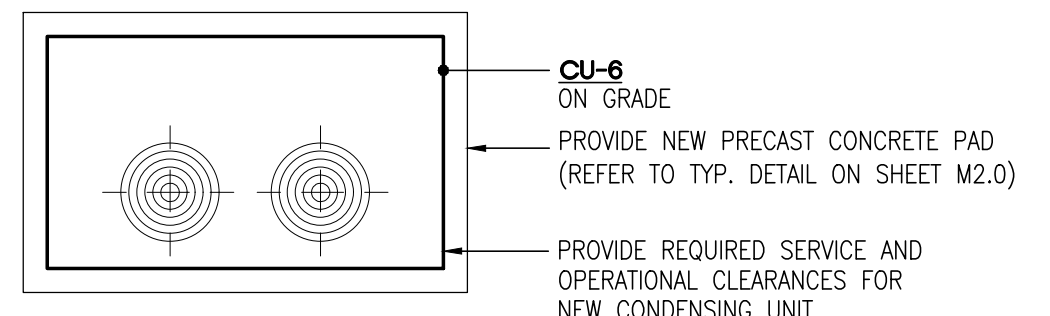 CU-6
ON GRADE
PROVIDE NEW PRECAST CONCRETE PAD
(REFER TO TYP. DETAIL ON SHEET M2.0)
PROVIDE REQUIRED SERVICE AND
OPERATIONAL CLEARANCES FOR
NEW CONDENSING UNIT